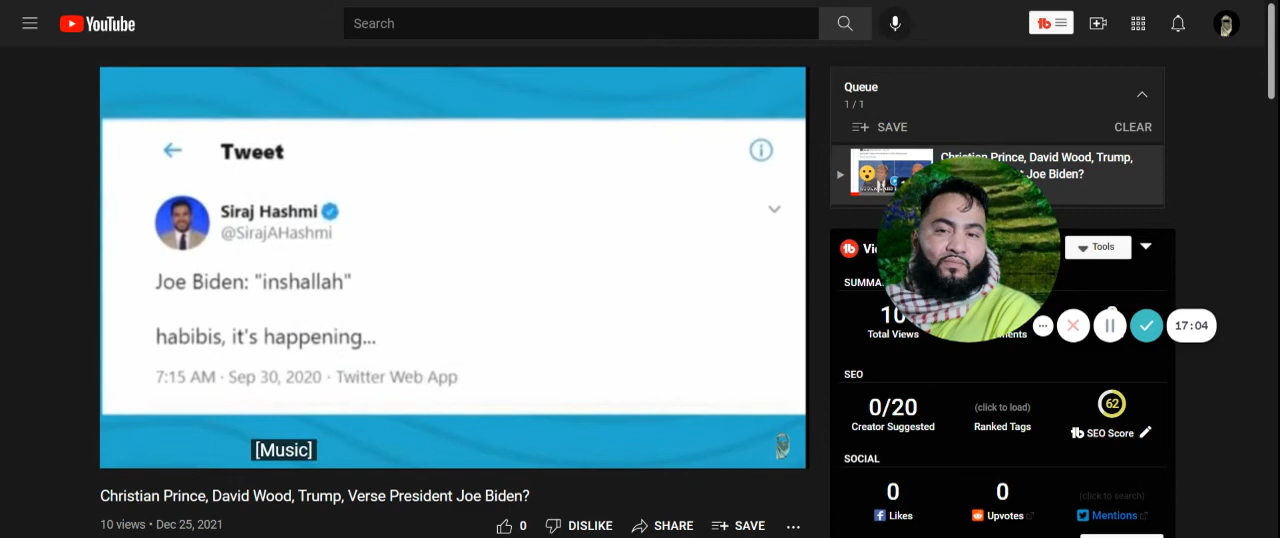 YouTube
Search
Tweet
Siraj Hashmi
@SirajAHashmi
Joe Biden: "inshallah"
habibis, it's happening...
7:15 AM · Sep 30, 2020 · Twitter Web App
[Music]
Christian Prince, David Wood, Trump, Verse President Joe Biden?
10 views • Dec 25, 2021
0
DISLIKE
SHARE
SAVE
Queue
1 / 1
SAVE
CLEAR
Christian Prince, David Wood, Trump,
Joe Biden?
Tools
17:04
Total Views
SEO
0/20
(click to load)
62
Creator Suggested
Ranked Tags
SEO Score
SOCIAL
0
0
(click to search)
Likes
Upvotes
Mentions